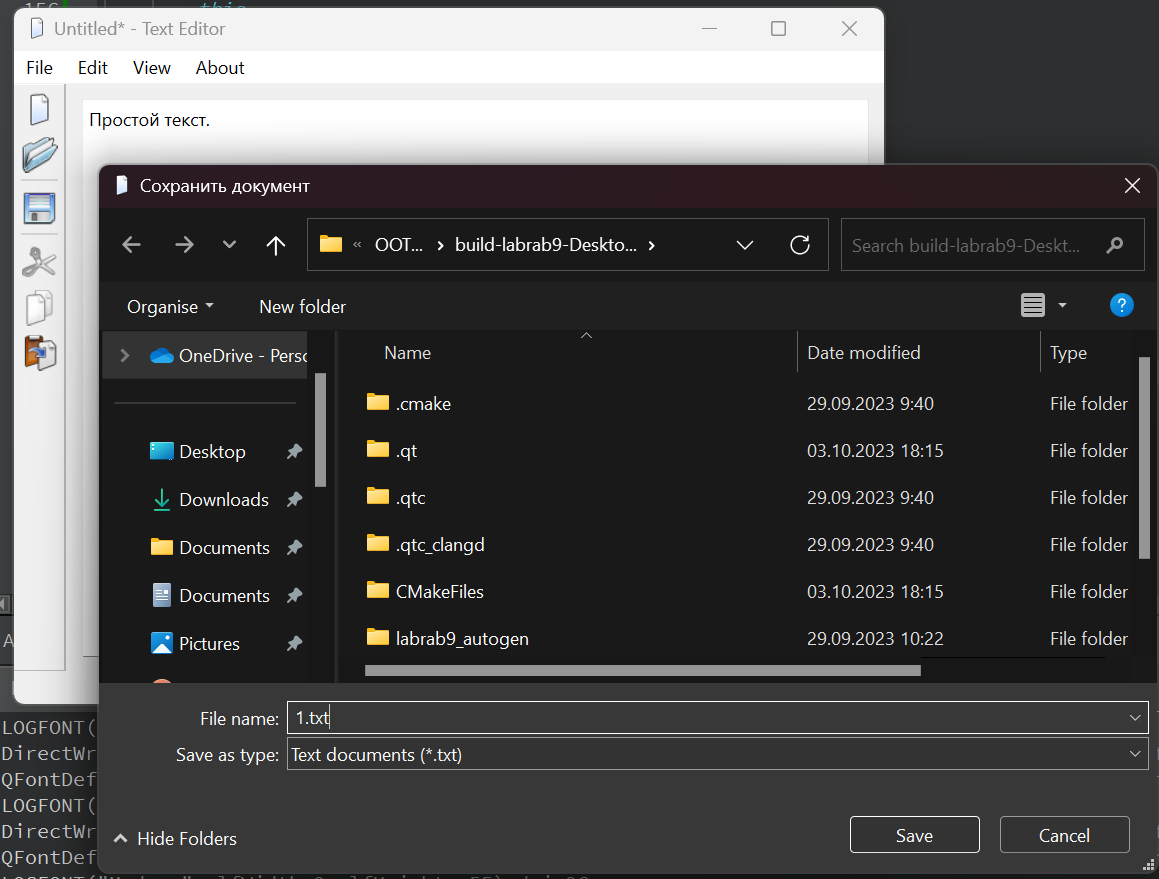 this
Untitled* - Text Editor
File Edit View About
Простой текст.
Сохранить документ
« OOT... › build-labrab9-Deskto... ›
Search build-labrab9-Deskt...
Organise New folder
?
OneDrive - Perso
Name Date modified Type
.cmake 29.09.2023 9:40 File folder
.qt 03.10.2023 18:15 File folder
Desktop
.qtc 29.09.2023 9:40 File folder
Downloads
.qtc_clangd 29.09.2023 9:40 File folder
Documents
CMakeFiles 03.10.2023 18:15 File folder
Documents
labrab9_autogen 29.09.2023 10:22 File folder
Pictures
File name: 1.txt
Save as type: Text documents (*.txt)
LOGFONT(
DirectWr
QFontDef
LOGFONT(
DirectWr
QFontDef
Hide Folders
Save Cancel